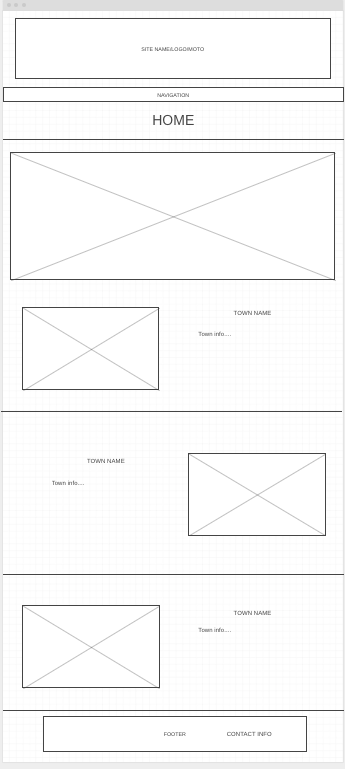 SITE NAME/LOGO/MOTO
NAVIGATION
HOME
TOWN NAME
Town info....
TOWN NAME
Town info....
TOWN NAME
Town info....
FOOTER
CONTACT INFO